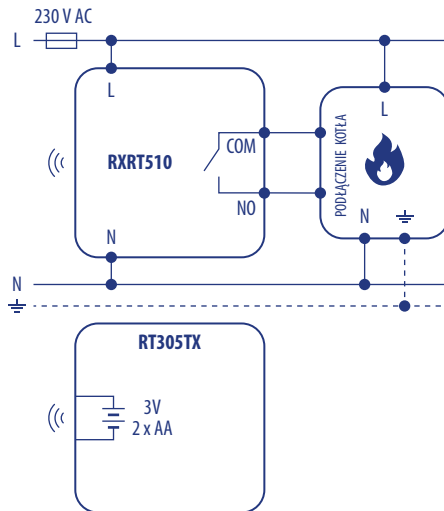 230 V AC
L
L
L
RXRT510
COM
NO
PODŁĄCZENIE KOTŁA
N
N
N
RT305TX
3V
2 x AA